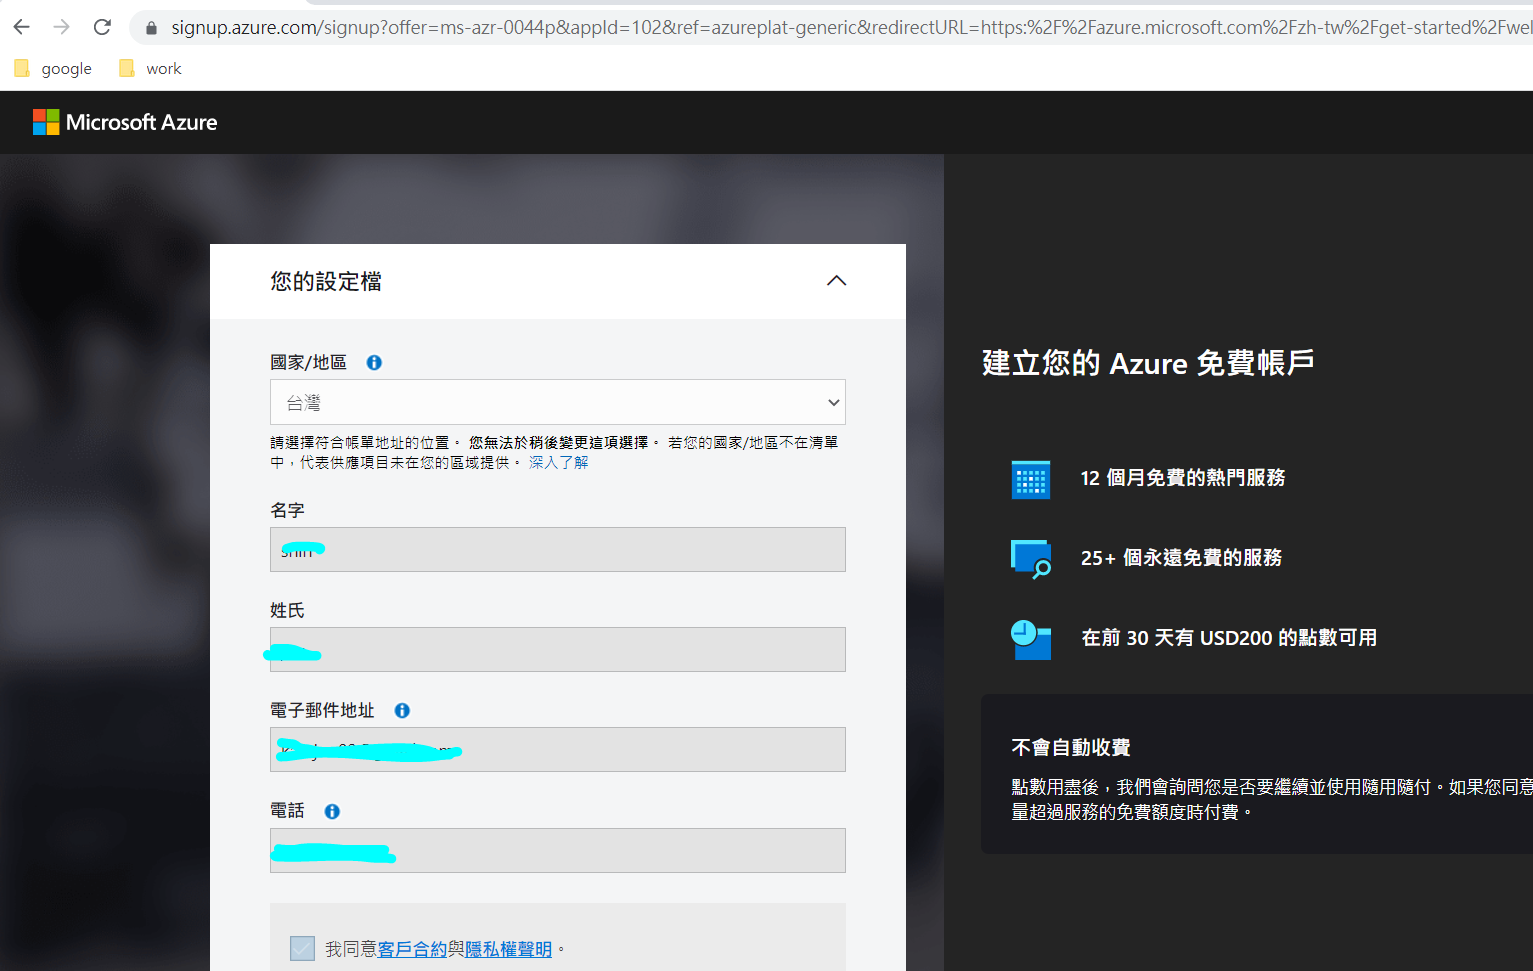 signup.azure.com/signup?offer=ms-azr-0044p&appId=102&ref=azureplat-generic&redirectURL=https:%2F%2Fazure.microsoft.com%2Fzh-tw%2Fget-started%2Fwel
google work
Microsoft Azure
您的設定檔
國家/地區
台灣
請選擇符合帳單地址的位置。 您無法於稍後變更這項選擇。 若您的國家/地區不在清單
中，代表供應項目未在您的區域提供。 深入了解
名字
姓氏
電子郵件地址
電話
我同意客戶合約與隱私權聲明。
建立您的 Azure 免費帳戶
12 個月免費的熱門服務
25+ 個永遠免費的服務
在前 30 天有 USD200 的點數可用
不會自動收費
點數用盡後，我們會詢問您是否要繼續並使用隨用隨付。如果您同意
量超過服務的免費額度時付費。